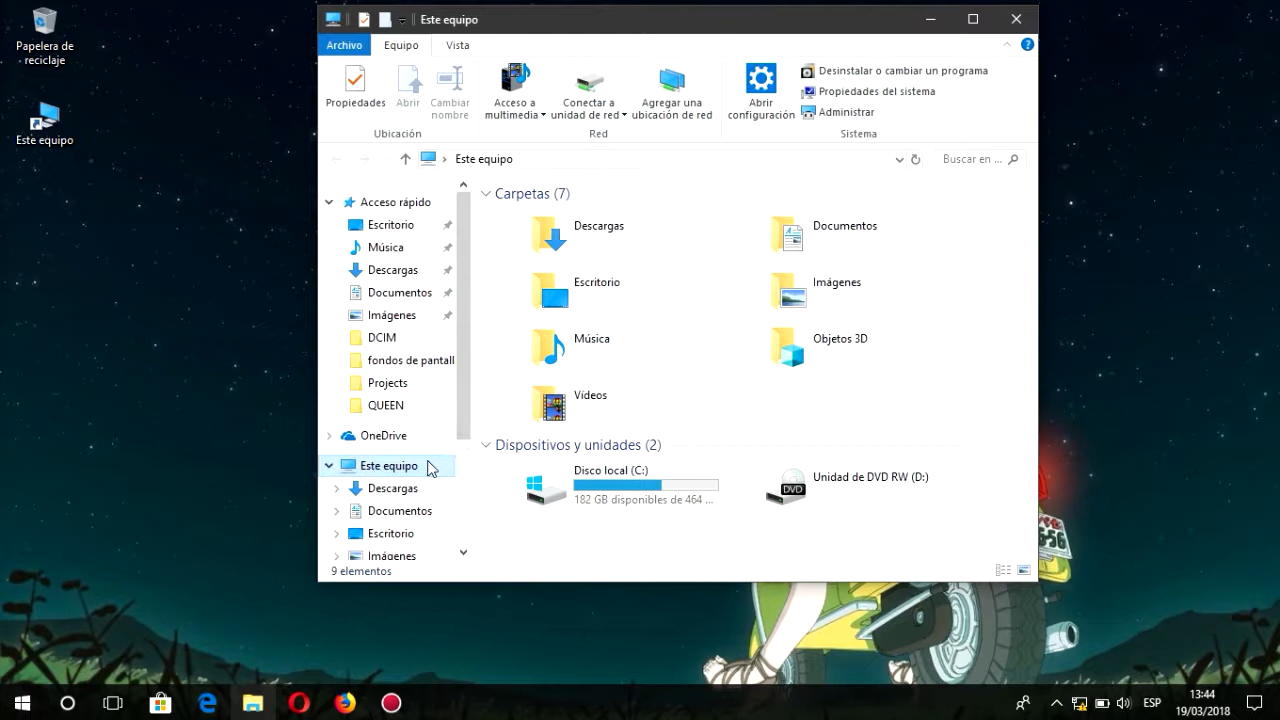 Papelera de
reciclaje
Este equipo
Este equipo
Archivo
Equipo
Vista
Propiedades
Abrir
Cambiar
nombre
Ubicación
Acceso a
multimedia
Conectar a
unidad de red
Agregar una
ubicación de red
Red
Abrir
configuración
Desinstalar o cambiar un programa
Propiedades del sistema
Administrar
Sistema
Este equipo
Buscar en ...
Acceso rápido
Escritorio
Música
Descargas
Documentos
Imágenes
DCIM
fondos de pantall
Projects
QUEEN
OneDrive
Este equipo
Descargas
Documentos
Escritorio
Imágenes
9 elementos
Carpetas (7)
Descargas
Documentos
Escritorio
Imágenes
Música
Objetos 3D
Vídeos
Dispositivos y unidades (2)
Disco local (C:)
182 GB disponibles de 464 ...
DVD
Unidad de DVD RW (D:)
ESP
13:44
19/03/2018